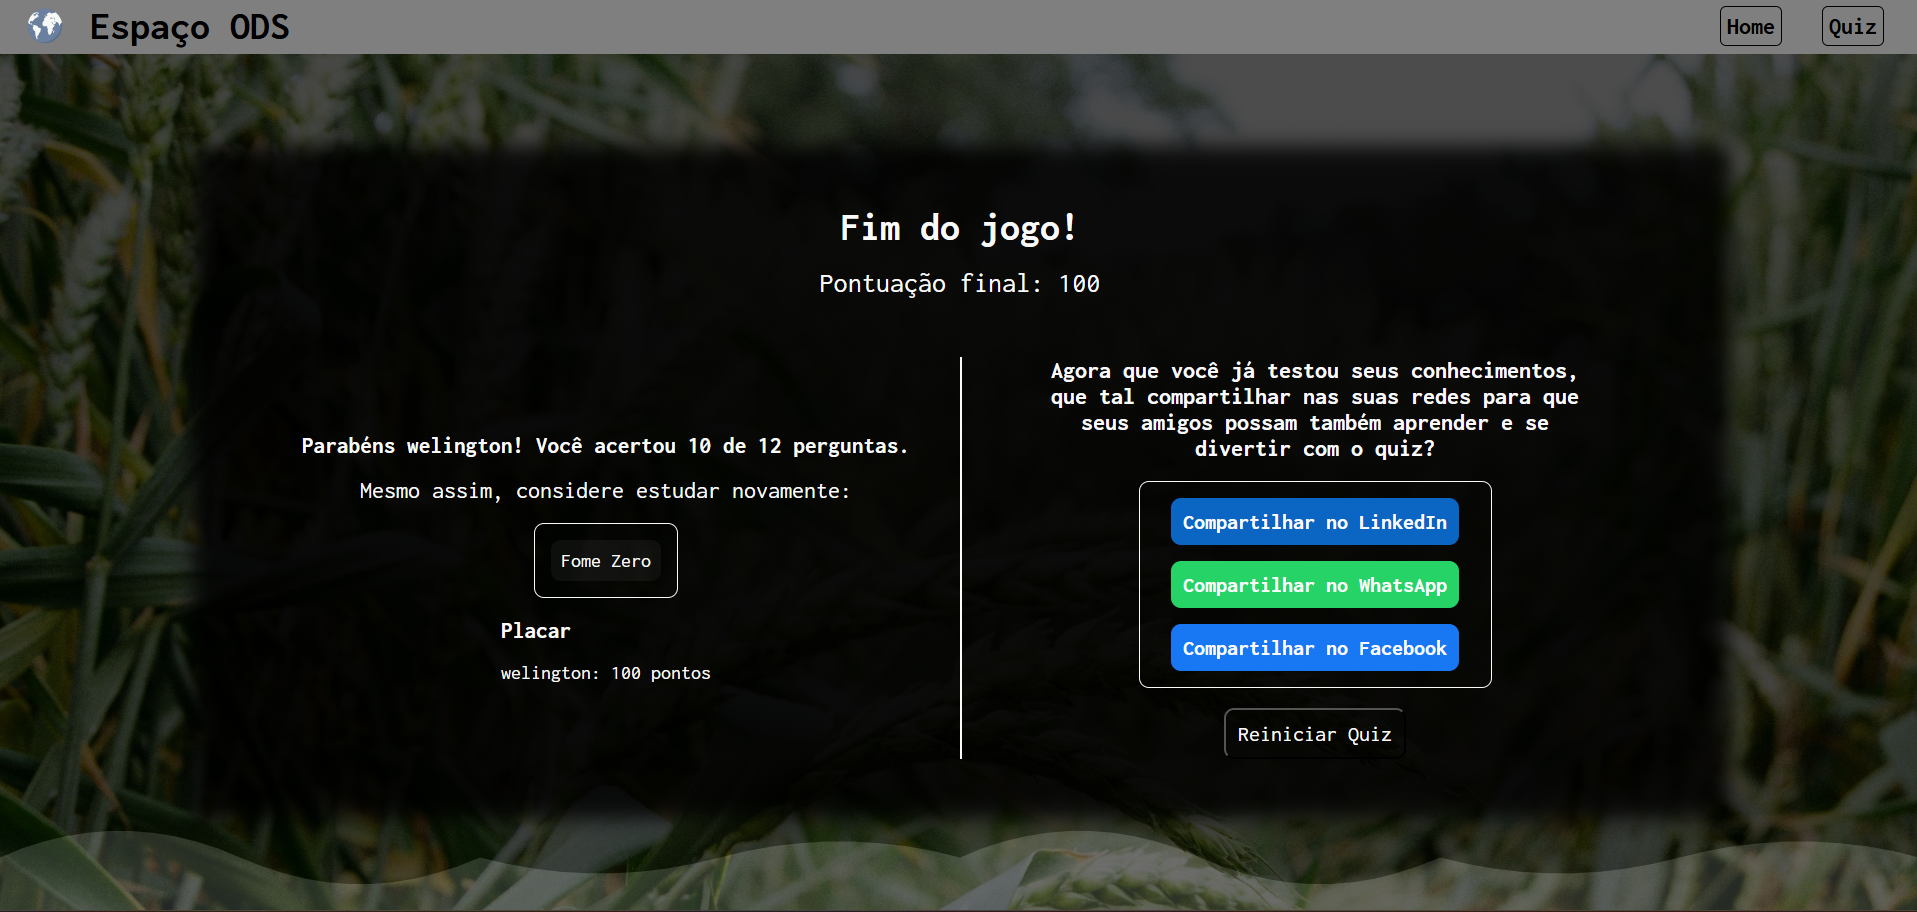 Espaço ODS
Home
Quiz
Fim do jogo!
Pontuação final: 100
Parabéns welington! Você acertou 10 de 12 perguntas.
Mesmo assim, considere estudar novamente:
Fome Zero
Placar
welington: 100 pontos
Agora que você já testou seus conhecimentos,
que tal compartilhar nas suas redes para que
seus amigos possam também aprender e se
divertir com o quiz?
Compartilhar no LinkedIn
Compartilhar no WhatsApp
Compartilhar no Facebook
Reiniciar Quiz